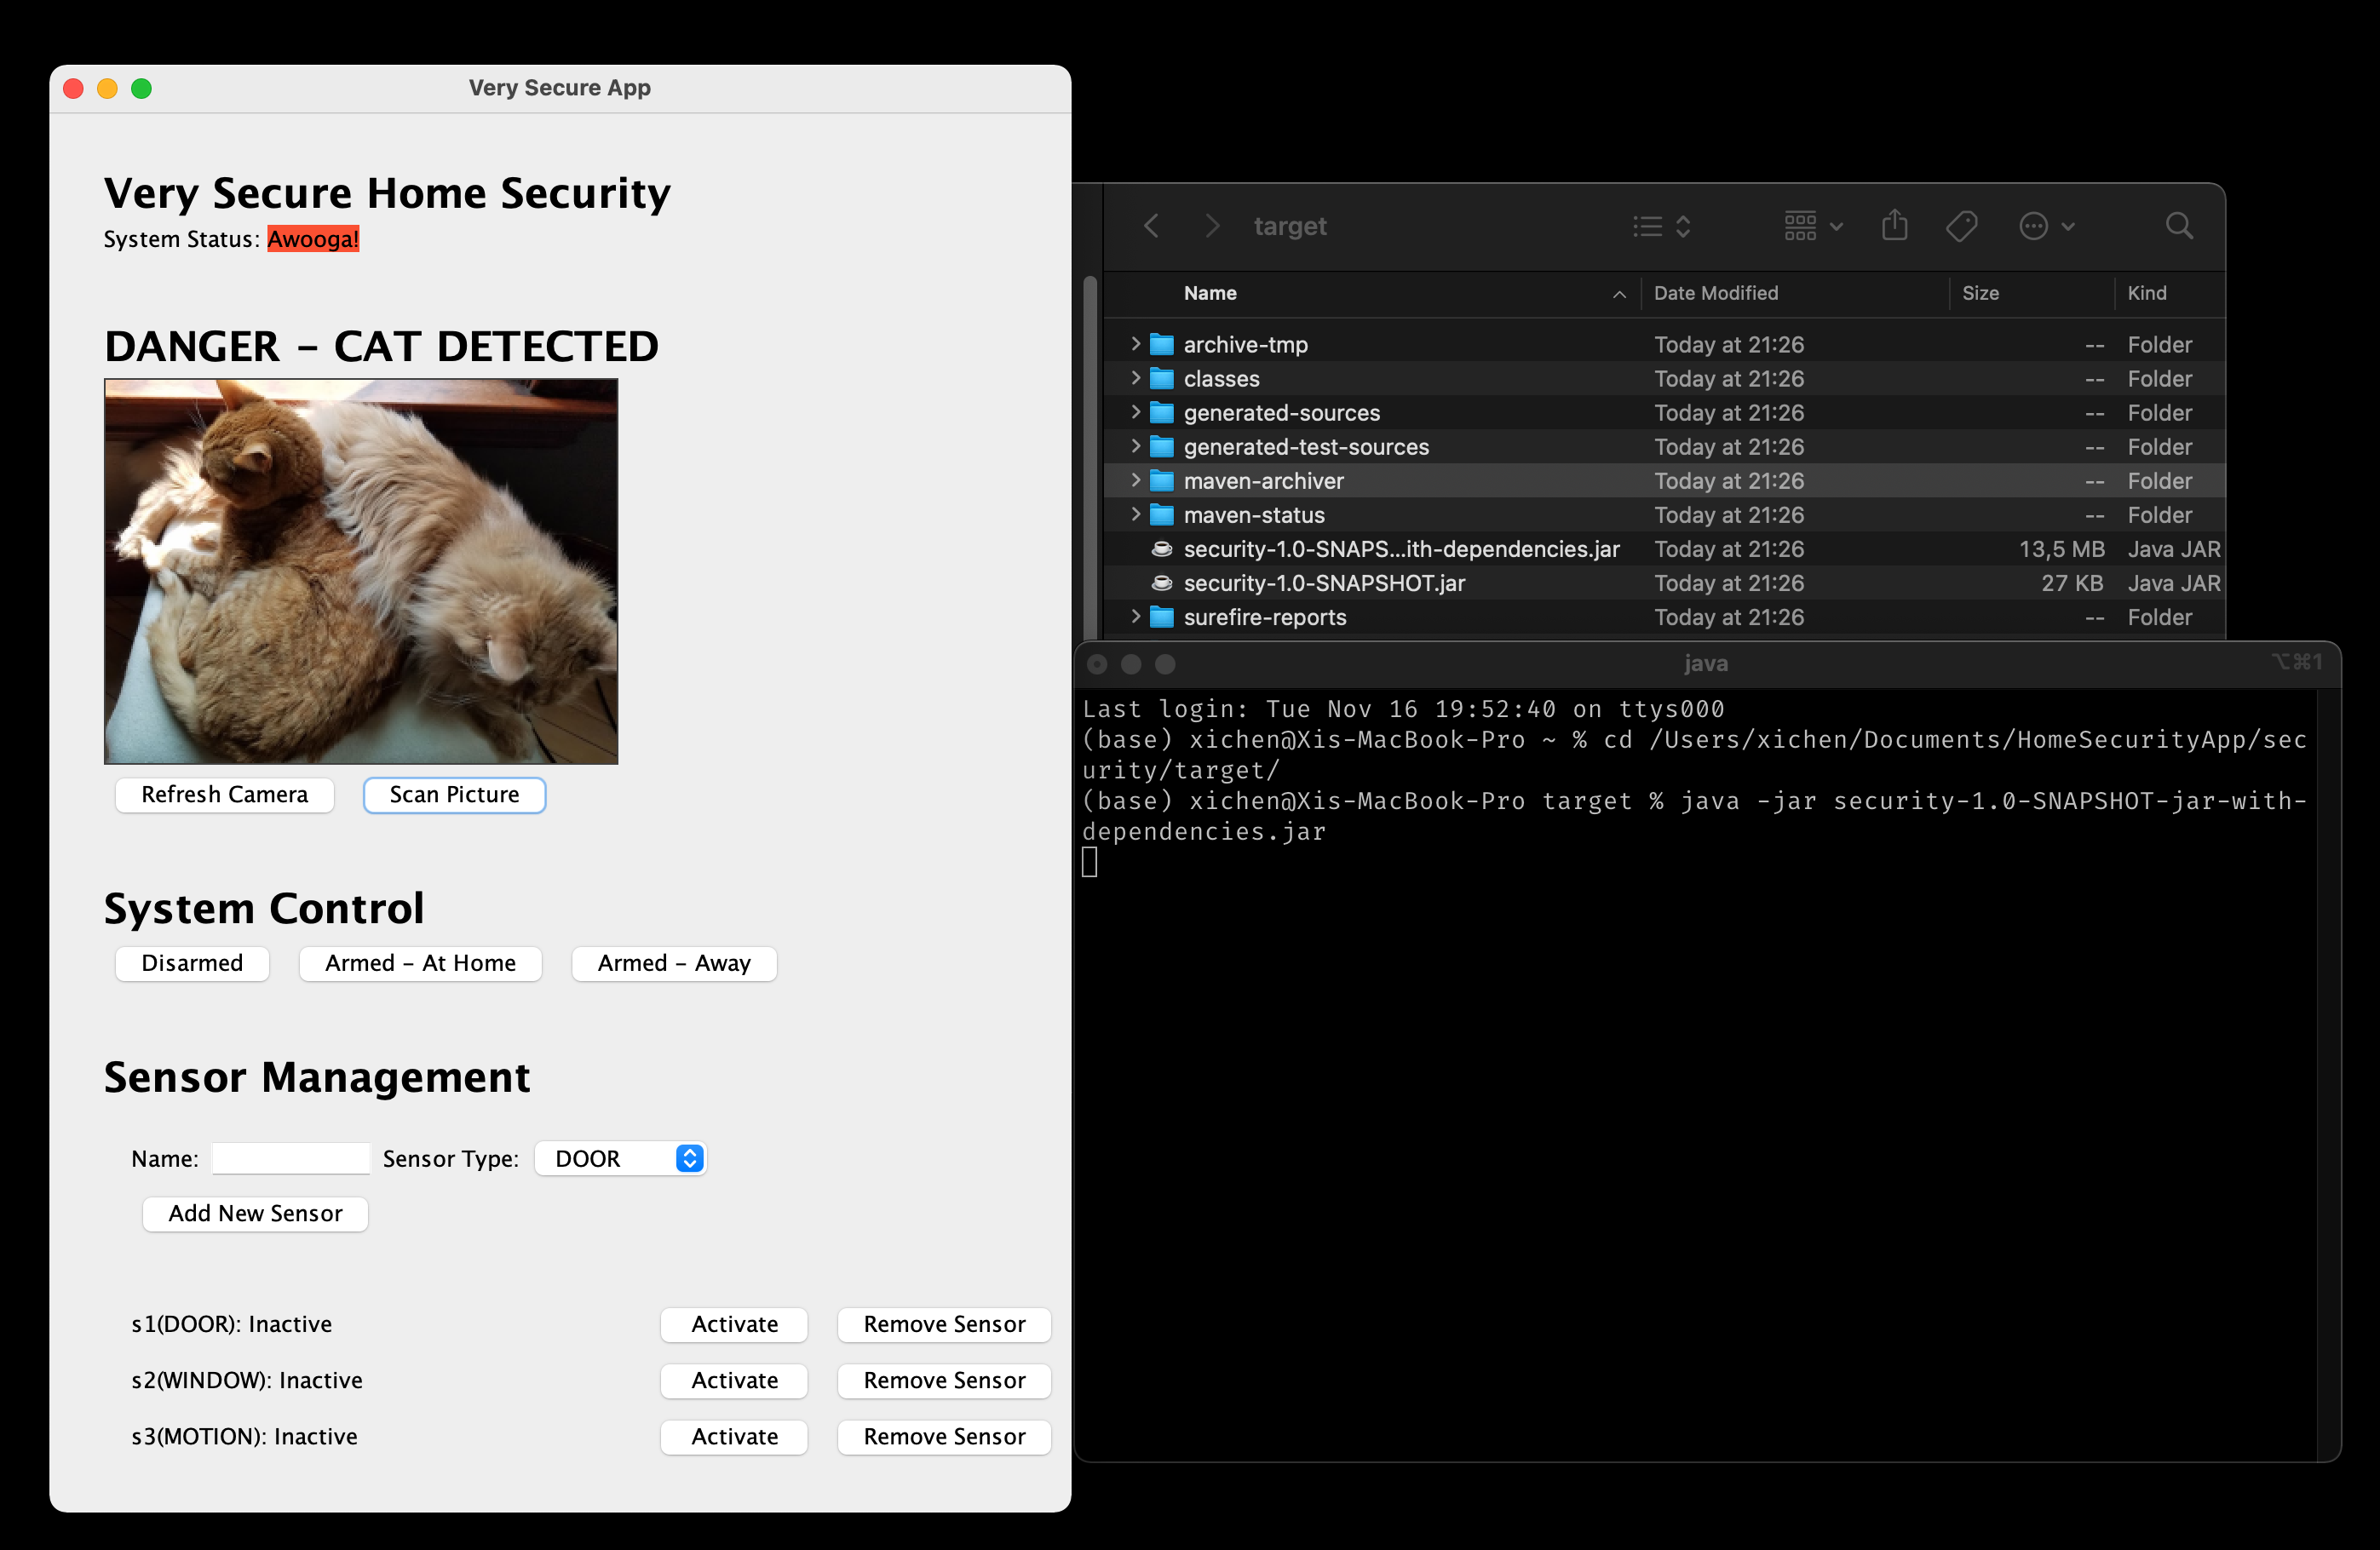 Very Secure App
Very Secure Home Security
System Status: Awooga!
DANGER – CAT DETECTED
Refresh Camera Scan Picture
System Control
Disarmed Armed – At Home Armed – Away
Sensor Management
Name: Sensor Type: DOOR
Add New Sensor
s1(DOOR): Inactive Activate Remove Sensor
s2(WINDOW): Inactive Activate Remove Sensor
s3(MOTION): Inactive Activate Remove Sensor
target
Name Date Modified Size Kind
archive-tmp Today at 21:26 -- Folder
classes Today at 21:26 -- Folder
generated-sources Today at 21:26 -- Folder
generated-test-sources Today at 21:26 -- Folder
maven-archiver Today at 21:26 -- Folder
maven-status Today at 21:26 -- Folder
security-1.0-SNAPS...ith-dependencies.jar Today at 21:26 13,5 MB Java JAR
security-1.0-SNAPSHOT.jar Today at 21:26 27 KB Java JAR
surefire-reports Today at 21:26 -- Folder
java ⌥⌘1
Last login: Tue Nov 16 19:52:40 on ttys000
(base) xichen@Xis-MacBook-Pro ~ % cd /Users/xichen/Documents/HomeSecurityApp/sec
urity/target/
(base) xichen@Xis-MacBook-Pro target % java -jar security-1.0-SNAPSHOT-jar-with-
dependencies.jar